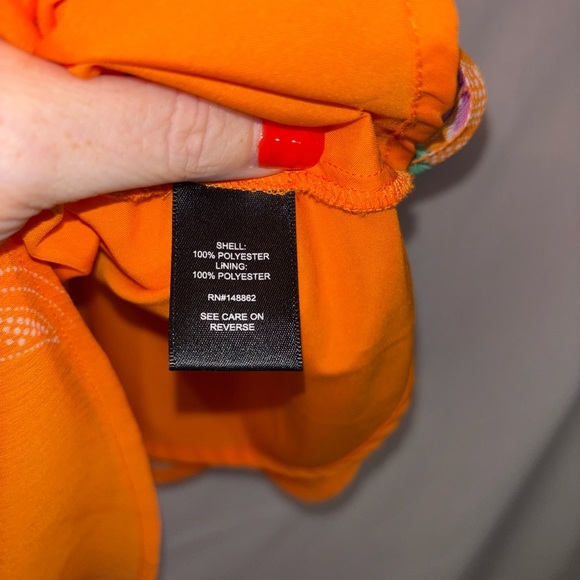 SHELL:
100% POLYESTER
LiNING:
100% POLYESTER
RN#148862
SEE CARE ON
REVERSE